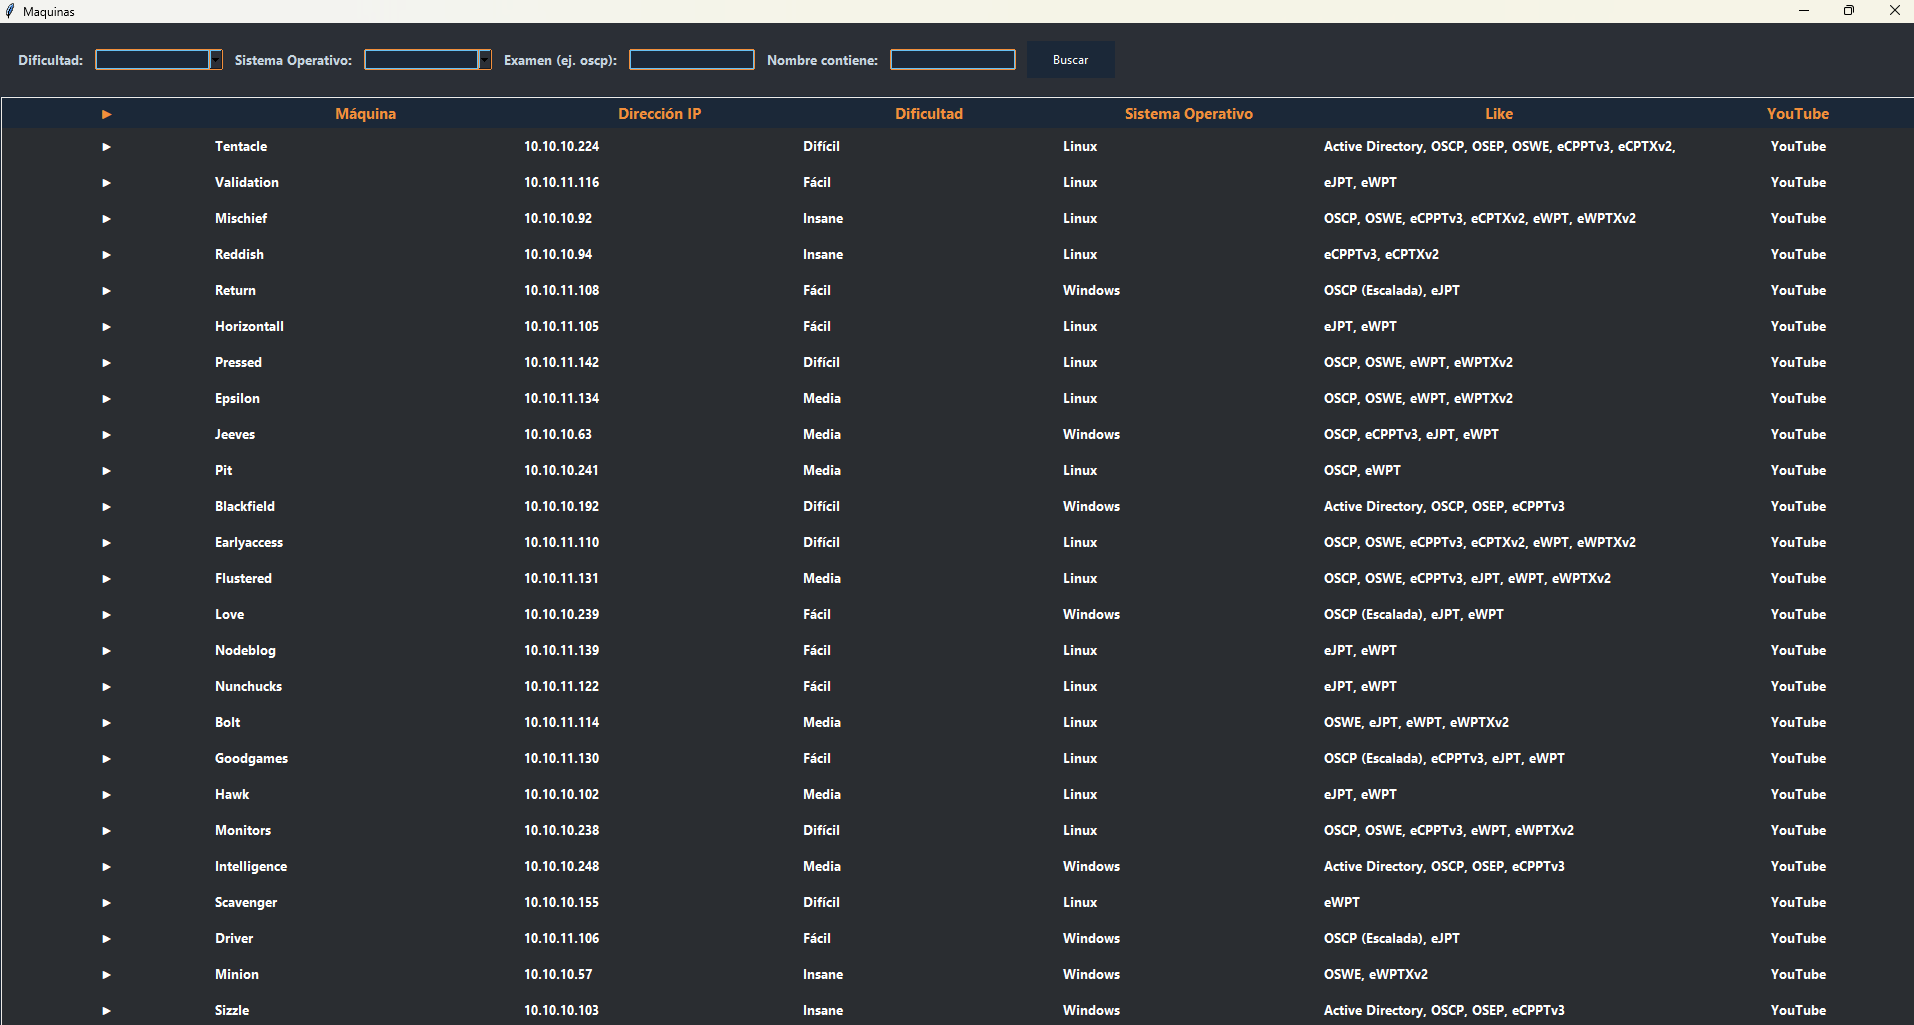 Maquinas
Dificultad: Sistema Operativo: Examen (ej. oscp): Nombre contiene: Buscar
► Máquina Dirección IP Dificultad Sistema Operativo Like YouTube
► Tentacle 10.10.10.224 Difícil Linux Active Directory, OSCP, OSEP, OSWE, eCPPTv3, eCPTXv2, YouTube
► Validation 10.10.11.116 Fácil Linux eJPT, eWPT YouTube
► Mischief 10.10.10.92 Insane Linux OSCP, OSWE, eCPPTv3, eCPTXv2, eWPT, eWPTXv2 YouTube
► Reddish 10.10.10.94 Insane Linux eCPPTv3, eCPTXv2 YouTube
► Return 10.10.11.108 Fácil Windows OSCP (Escalada), eJPT YouTube
► Horizontall 10.10.11.105 Fácil Linux eJPT, eWPT YouTube
► Pressed 10.10.11.142 Difícil Linux OSCP, OSWE, eWPT, eWPTXv2 YouTube
► Epsilon 10.10.11.134 Media Linux OSCP, OSWE, eWPT, eWPTXv2 YouTube
► Jeeves 10.10.10.63 Media Windows OSCP, eCPPTv3, eJPT, eWPT YouTube
► Pit 10.10.10.241 Media Linux OSCP, eWPT YouTube
► Blackfield 10.10.10.192 Difícil Windows Active Directory, OSCP, OSEP, eCPPTv3 YouTube
► Earlyaccess 10.10.11.110 Difícil Linux OSCP, OSWE, eCPPTv3, eCPTXv2, eWPT, eWPTXv2 YouTube
► Flustered 10.10.11.131 Media Linux OSCP, OSWE, eCPPTv3, eJPT, eWPT, eWPTXv2 YouTube
► Love 10.10.10.239 Fácil Windows OSCP (Escalada), eJPT, eWPT YouTube
► Nodeblog 10.10.11.139 Fácil Linux eJPT, eWPT YouTube
► Nunchucks 10.10.11.122 Fácil Linux eJPT, eWPT YouTube
► Bolt 10.10.11.114 Media Linux OSWE, eJPT, eWPT, eWPTXv2 YouTube
► Goodgames 10.10.11.130 Fácil Linux OSCP (Escalada), eCPPTv3, eJPT, eWPT YouTube
► Hawk 10.10.10.102 Media Linux eJPT, eWPT YouTube
► Monitors 10.10.10.238 Difícil Linux OSCP, OSWE, eCPPTv3, eWPT, eWPTXv2 YouTube
► Intelligence 10.10.10.248 Media Windows Active Directory, OSCP, OSEP, eCPPTv3 YouTube
► Scavenger 10.10.10.155 Difícil Linux eWPT YouTube
► Driver 10.10.11.106 Fácil Windows OSCP (Escalada), eJPT YouTube
► Minion 10.10.10.57 Insane Windows OSWE, eWPTXv2 YouTube
► Sizzle 10.10.10.103 Insane Windows Active Directory, OSCP, OSEP, eCPPTv3 YouTube